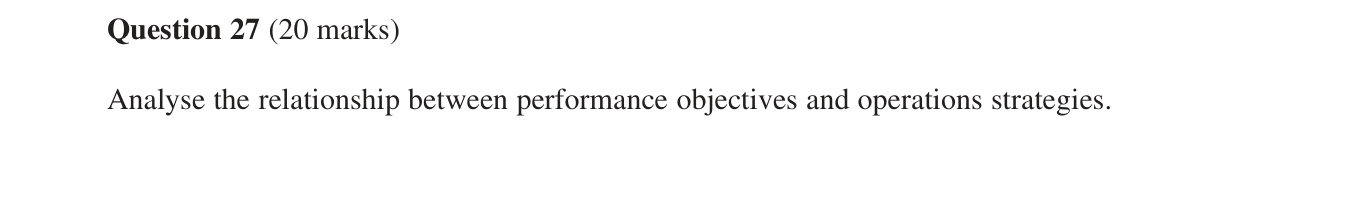 Question 27 (20 marks)
Analyse the relationship between performance objectives and operations strategies.